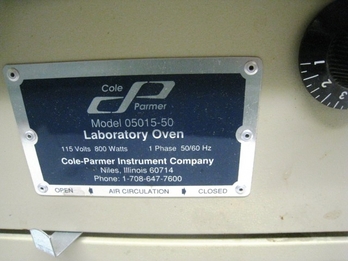 Cole
Parmer
Model 05015-50
Laboratory Oven
115 Volts 800 Watts 1 Phase 50/60 Hz
Cole-Parmer Instrument Company
Niles, Illinois 60714
Phone: 1-708-647-7600
OPEN AIR CIRCULATION CLOSED
1
2
3